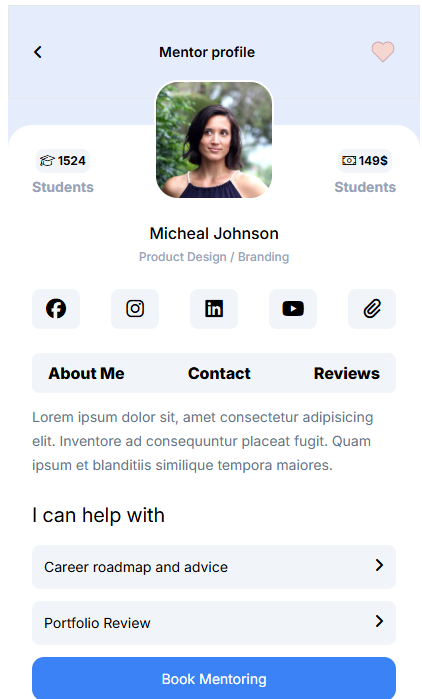 Mentor profile
1524
149$
Students
Students
Micheal Johnson
Product Design / Branding
About Me
Contact
Reviews
Lorem ipsum dolor sit, amet consectetur adipisicing
elit. Inventore ad consequuntur placeat fugit. Quam
ipsum et blanditiis similique tempora maiores.
I can help with
Career roadmap and advice
Portfolio Review
Book Mentoring